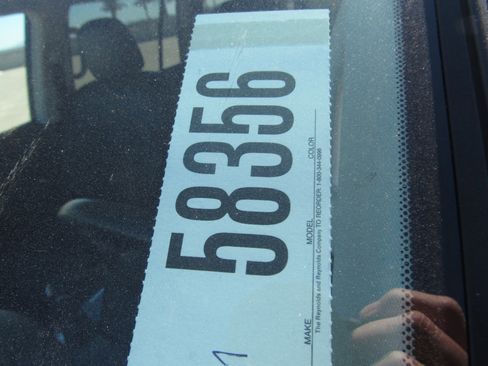 58356
MAKE MODEL COLOR
The Reynolds and Reynolds Company TO REORDER: 1-800-344-0996